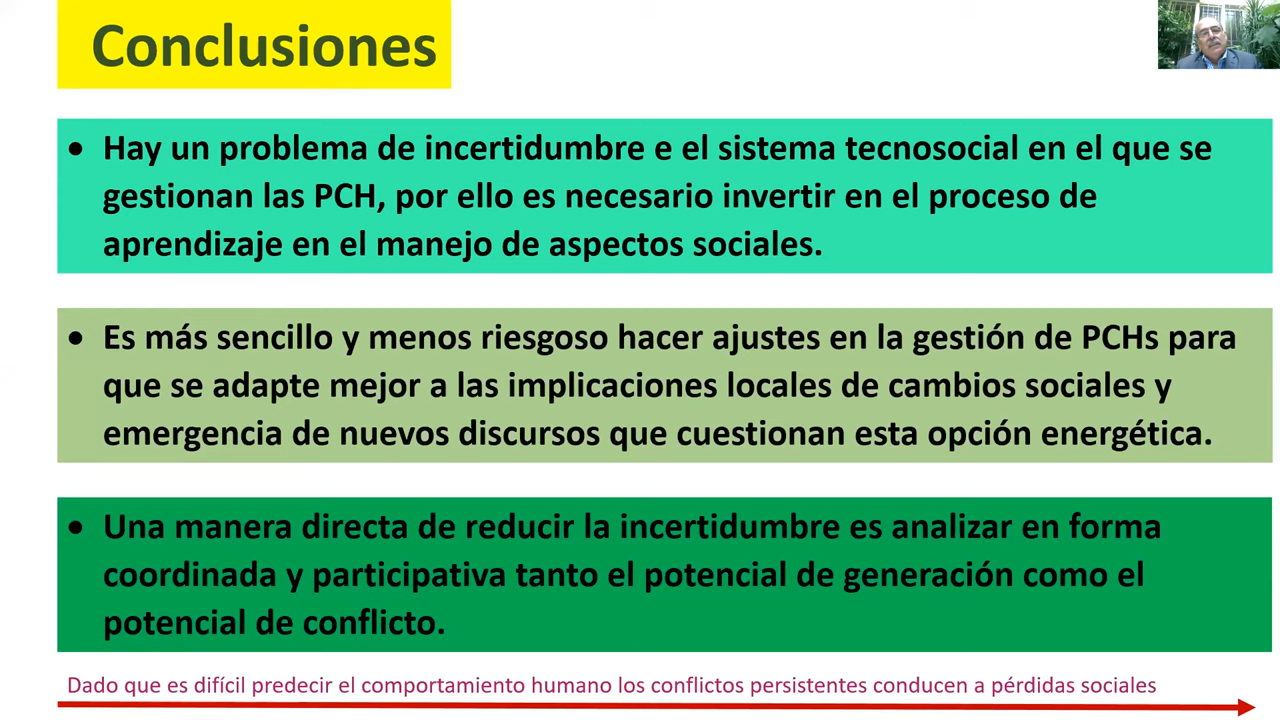 Conclusiones
• Hay un problema de incertidumbre e el sistema tecnosocial en el que se
gestionan las PCH, por ello es necesario invertir en el proceso de
aprendizaje en el manejo de aspectos sociales.
• Es más sencillo y menos riesgoso hacer ajustes en la gestión de PCHs para
que se adapte mejor a las implicaciones locales de cambios sociales y
emergencia de nuevos discursos que cuestionan esta opción energética.
• Una manera directa de reducir la incertidumbre es analizar en forma
coordinada y participativa tanto el potencial de generación como el
potencial de conflicto.
Dado que es difícil predecir el comportamiento humano los conflictos persistentes conducen a pérdidas sociales